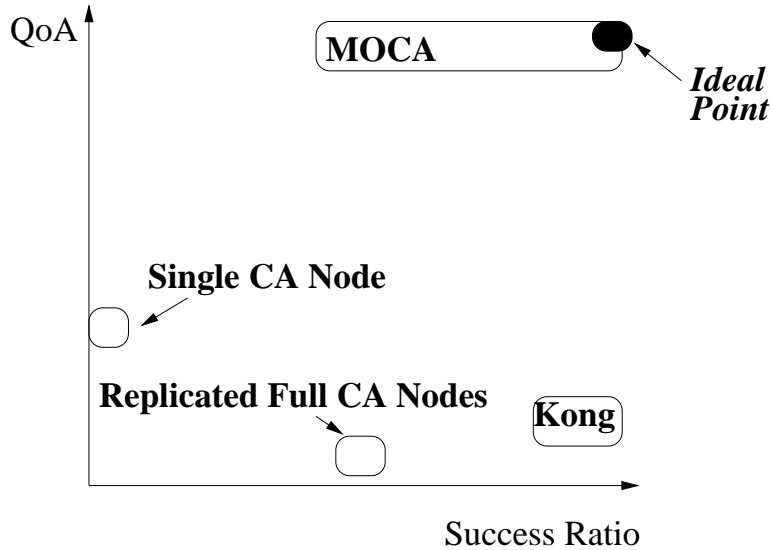 QoA
MOCA
Ideal
Point
Single CA Node
Replicated Full CA Nodes
Kong
Success Ratio